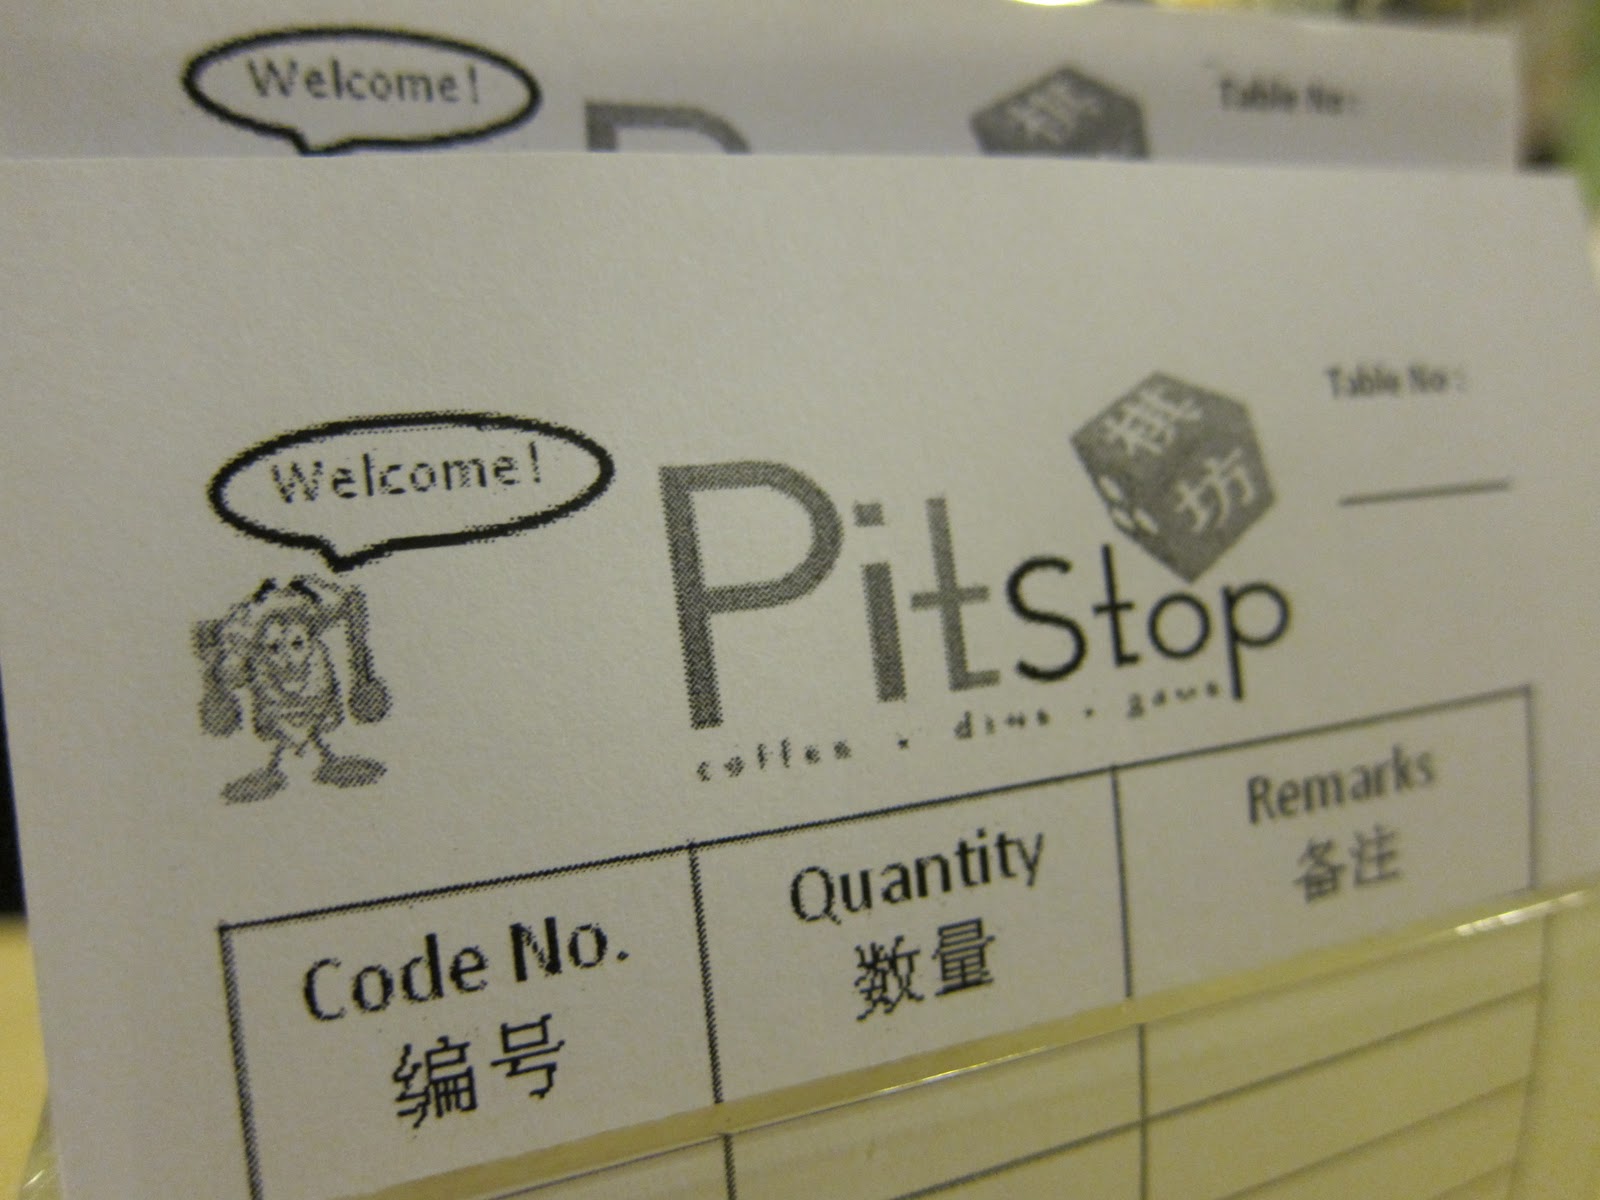 Welcome!
棋
Table No :
Welcome!
棋
坊
Table No :
PitStop
coffee · dine · game
Code No.
编号
Quantity
数量
Remarks
备注